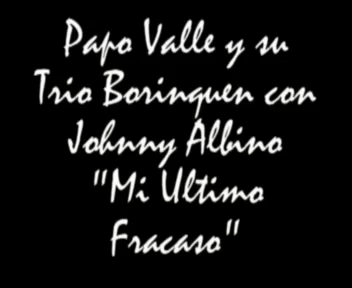 Papo Valle y su
Trio Borinquen con
Johnny Albino
"Mi Ultimo
Fracaso"